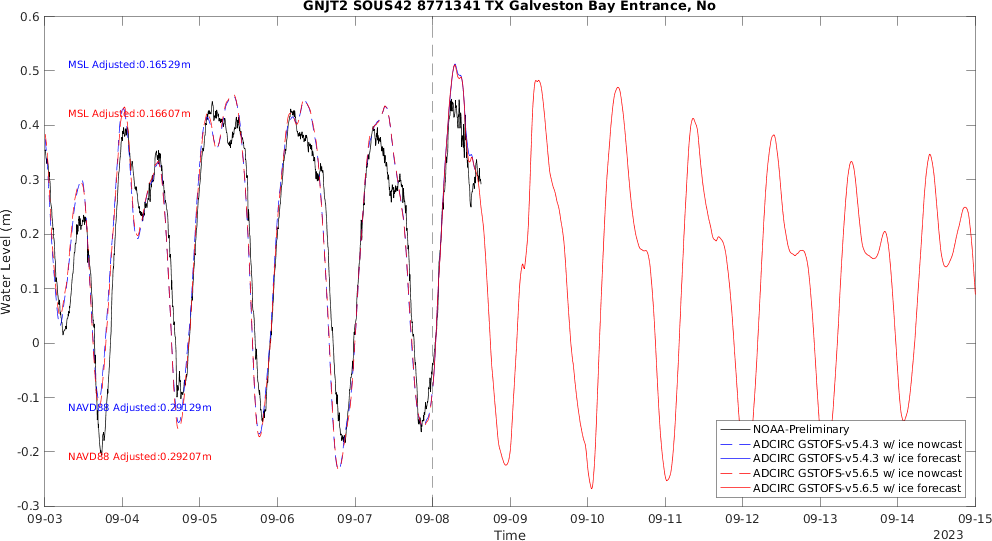 GNJT2 SOUS42 8771341 TX Galveston Bay Entrance, No
0.6
0.5
0.4
0.3
0.2
0.1
0
-0.1
-0.2
-0.3
Water Level (m)
MSL Adjusted:0.16529m
MSL Adjusted:0.16607m
NAVD88 Adjusted:0.29129m
NAVD88 Adjusted:0.29207m
NOAA-Preliminary
ADCIRC GSTOFS-v5.4.3 w/ ice nowcast
ADCIRC GSTOFS-v5.4.3 w/ ice forecast
ADCIRC GSTOFS-v5.6.5 w/ ice nowcast
ADCIRC GSTOFS-v5.6.5 w/ ice forecast
09-03 09-04 09-05 09-06 09-07 09-08 09-09 09-10 09-11 09-12 09-13 09-14 09-15
Time
2023